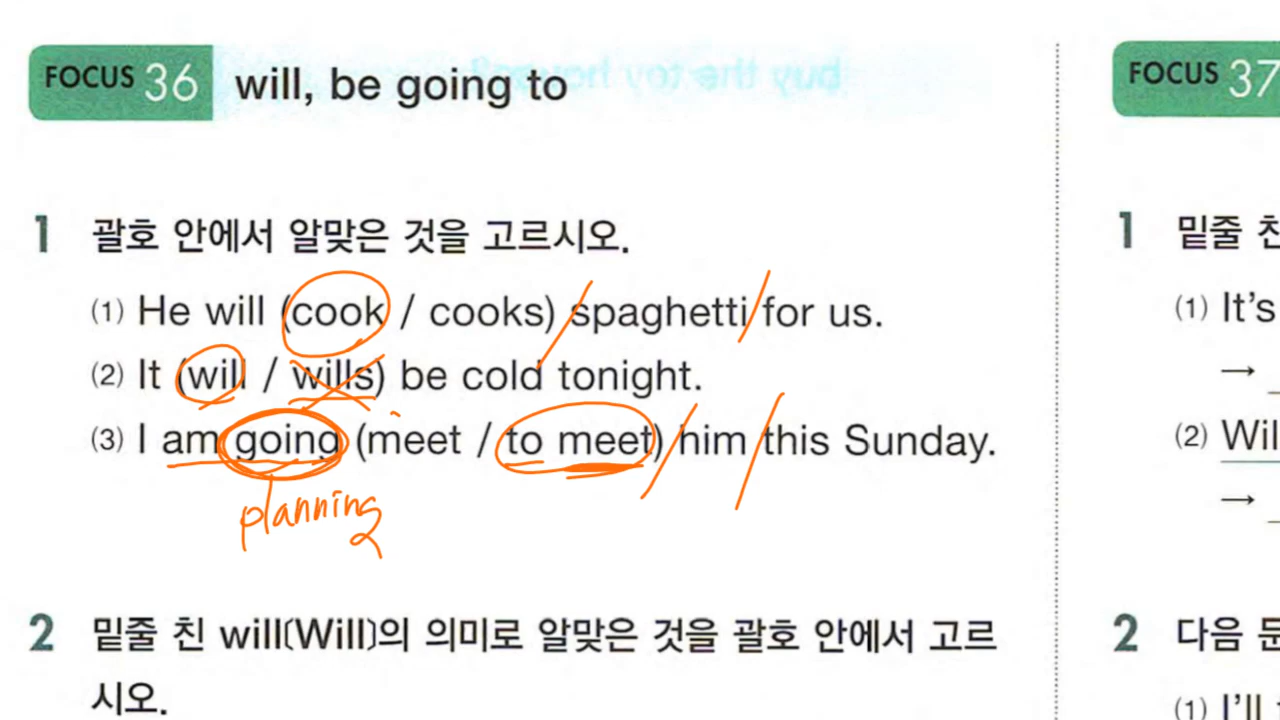 FOCUS 36 will, be going to
1 괄호 안에서 알맞은 것을 고르시오.
(1) He will (cook / cooks) spaghetti for us.
(2) It (will / wills) be cold tonight.
(3) I am going (meet / to meet) him this Sunday.
planning
2 밑줄 친 will(Will)의 의미로 알맞은 것을 괄호 안에서 고르
시오.
FOCUS 37
1 밑줄 친
(1) It's
→
(2) Wil
→
2 다음 문
(1) I'll